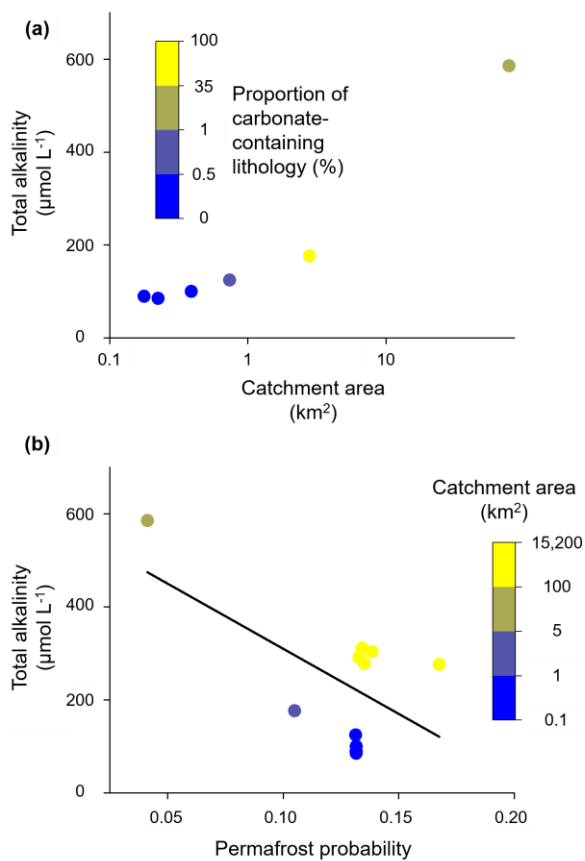 (a)
100
35
1
0.5
0
Proportion of
carbonate-
containing
lithology (%)
Total alkalinity
(µmol L⁻¹)
600
400
200
0
0.1
1
10
Catchment area
(km²)
(b)
Catchment area
(km²)
15,200
100
5
1
0.1
Total alkalinity
(µmol L⁻¹)
600
400
200
0
0.05
0.10
0.15
0.20
Permafrost probability